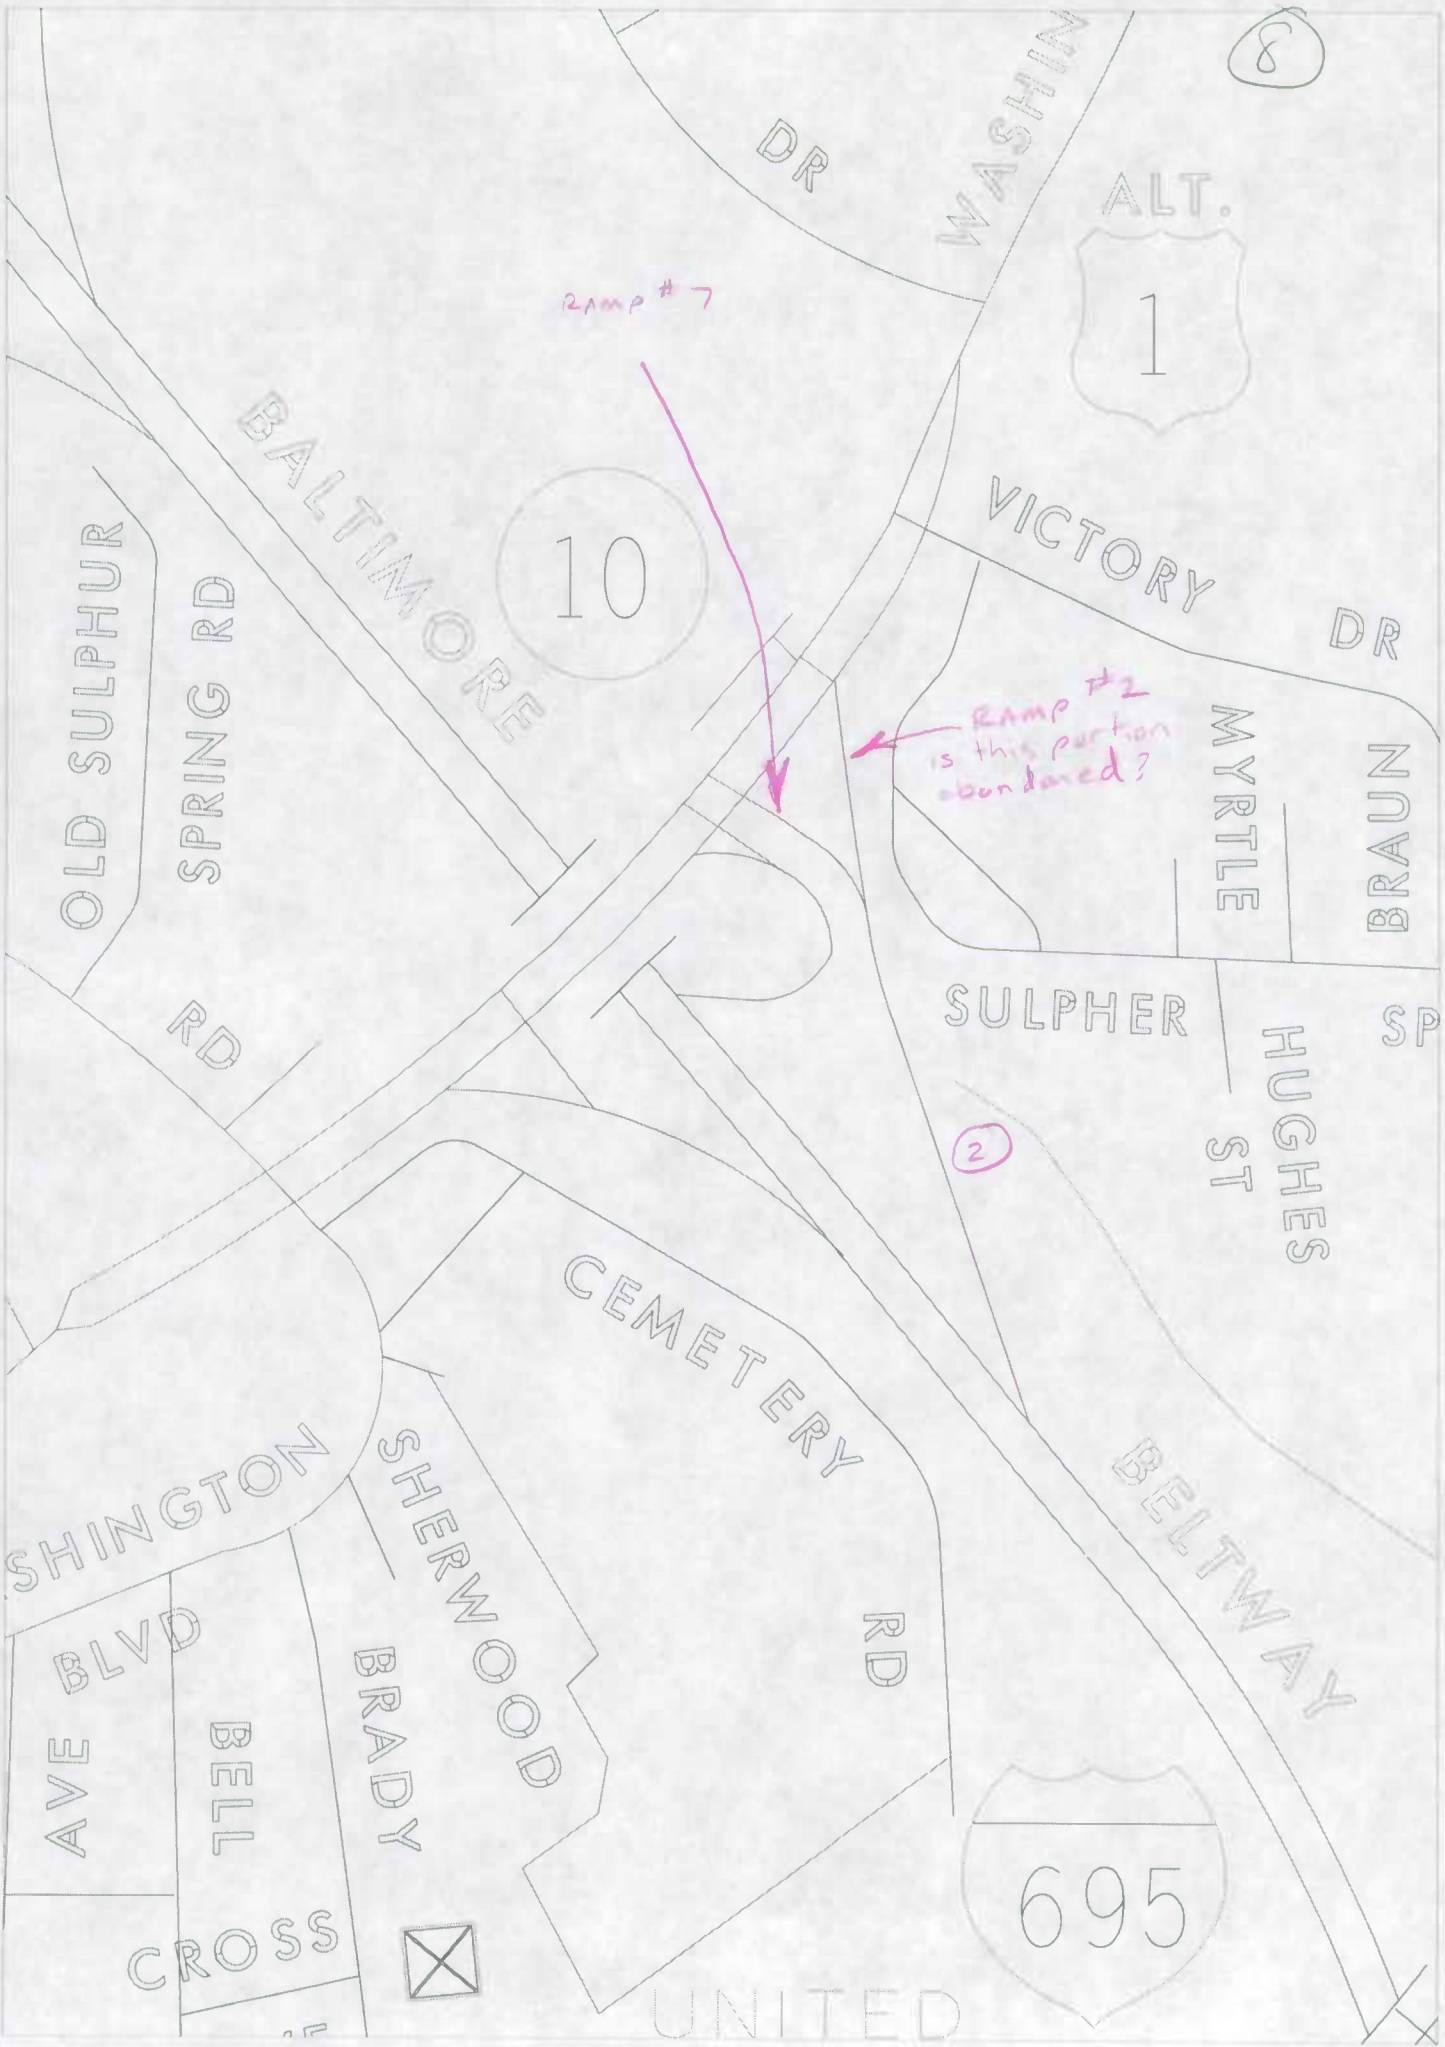 8
DR
WASHIN
ALT.
1
RAMP # 7
BALTIMORE
10
VICTORY
DR
OLD SULPHUR
SPRING RD
RAMP #2
is this portion
abondoned?
MYRTLE
BRAUN
SULPHER
SP
RD
HUGHES
ST
2
CEMETERY
RD
SHINGTON
BLVD
SHERWOOD
BELTWAY
AVE
BELL
BRADY
CROSS
695
UNITED